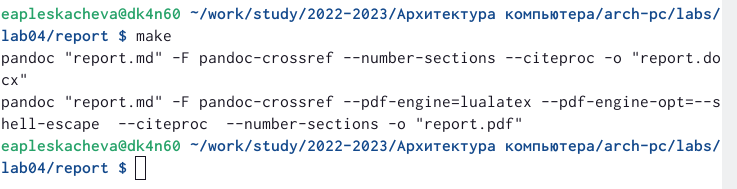 eapleskacheva@dk4n60 ~/work/study/2022-2023/Архитектура компьютера/arch-pc/labs/
lab04/report $ make
pandoc "report.md" -F pandoc-crossref --number-sections --citeproc -o "report.do
cx"
pandoc "report.md" -F pandoc-crossref --pdf-engine=lualatex --pdf-engine-opt=--s
hell-escape  --citeproc  --number-sections -o "report.pdf"
eapleskacheva@dk4n60 ~/work/study/2022-2023/Архитектура компьютера/arch-pc/labs/
lab04/report $